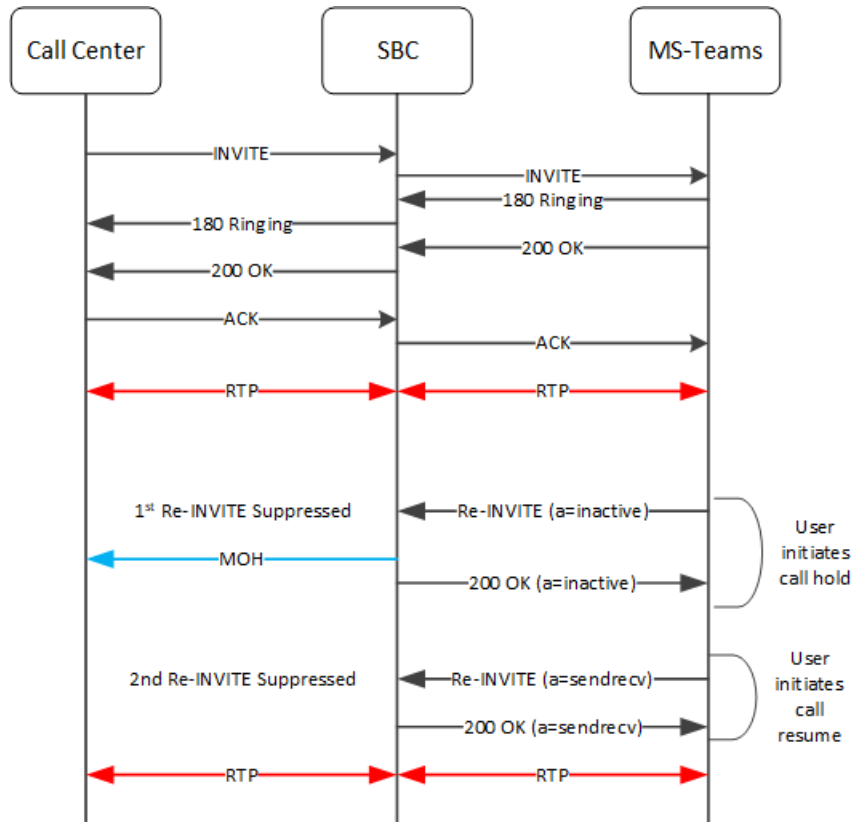 Call Center
SBC
MS-Teams
INVITE
INVITE
180 Ringing
180 Ringing
200 OK
200 OK
ACK
ACK
RTP
RTP
1st Re-INVITE Suppressed
Re-INVITE (a=inactive)
User
initiates
call hold
MOH
200 OK (a=inactive)
2nd Re-INVITE Suppressed
Re-INVITE (a=sendrecv)
User
initiates
call
resume
200 OK (a=sendrecv)
RTP
RTP